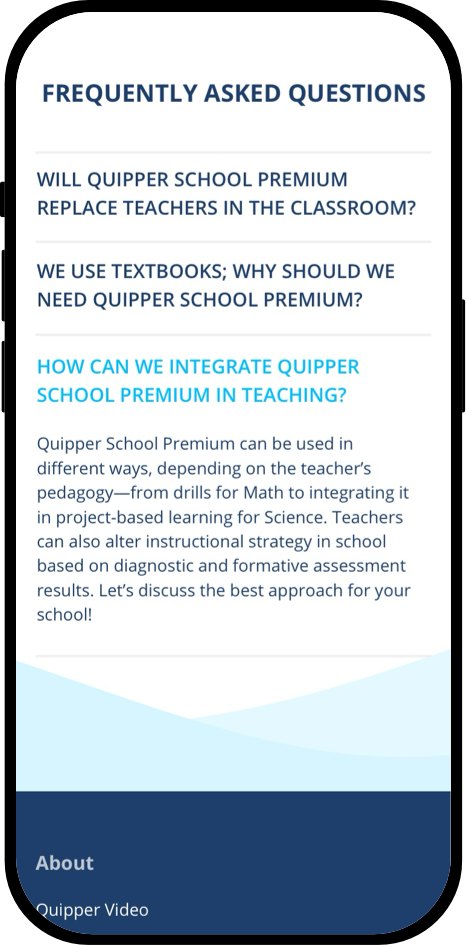 FREQUENTLY ASKED QUESTIONS
WILL QUIPPER SCHOOL PREMIUM
REPLACE TEACHERS IN THE CLASSROOM?
WE USE TEXTBOOKS; WHY SHOULD WE
NEED QUIPPER SCHOOL PREMIUM?
HOW CAN WE INTEGRATE QUIPPER
SCHOOL PREMIUM IN TEACHING?
Quipper School Premium can be used in
different ways, depending on the teacher’s
pedagogy—from drills for Math to integrating it
in project-based learning for Science. Teachers
can also alter instructional strategy in school
based on diagnostic and formative assessment
results. Let’s discuss the best approach for your
school!
About
Quipper Video